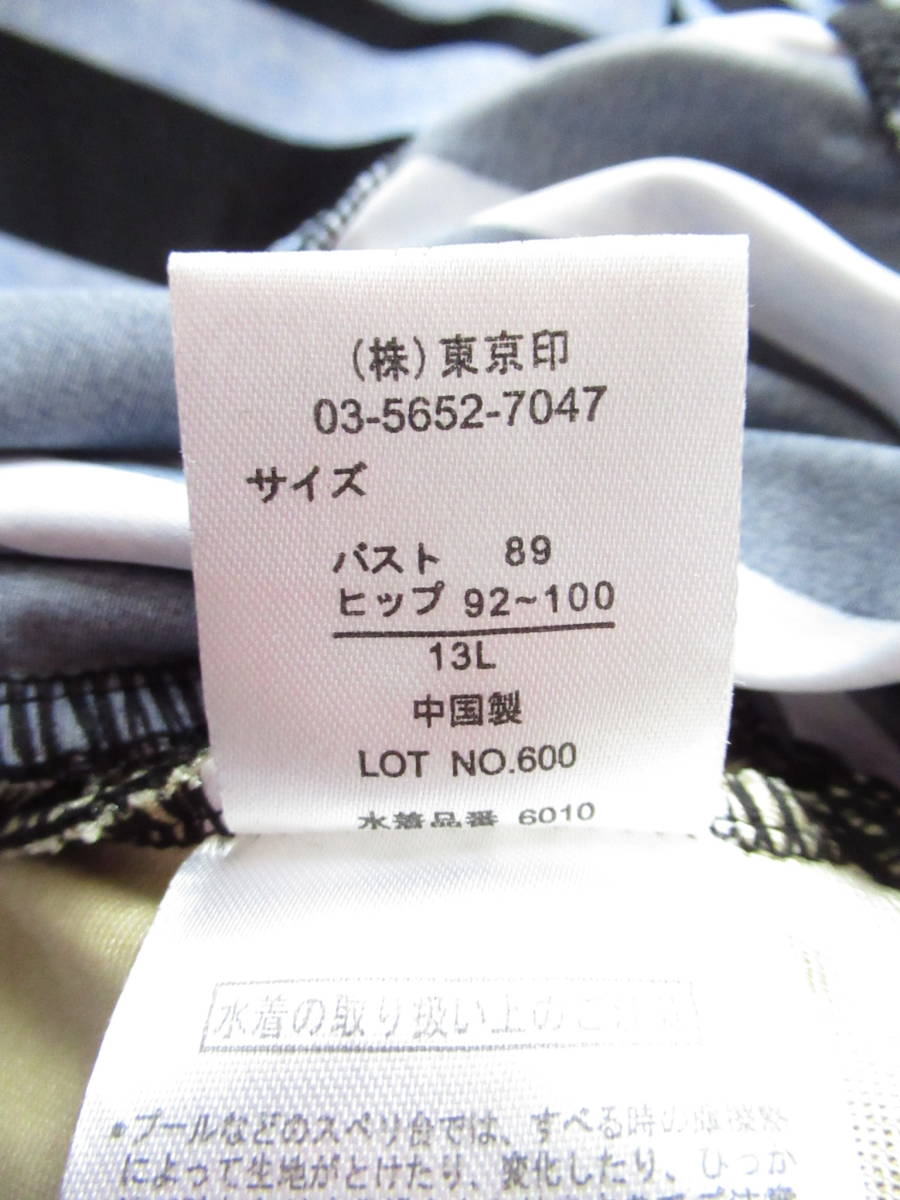 (株)東京印
03-5652-7047
サイズ
バスト 89
ヒップ 92~100
13L
中国製
LOT NO.600
水着品番 6010
水着の取り扱い上のご注意
•プールなどのスベリ台では、すべる時の摩擦熱
によって生地がとけたり、変化したり、ひっか